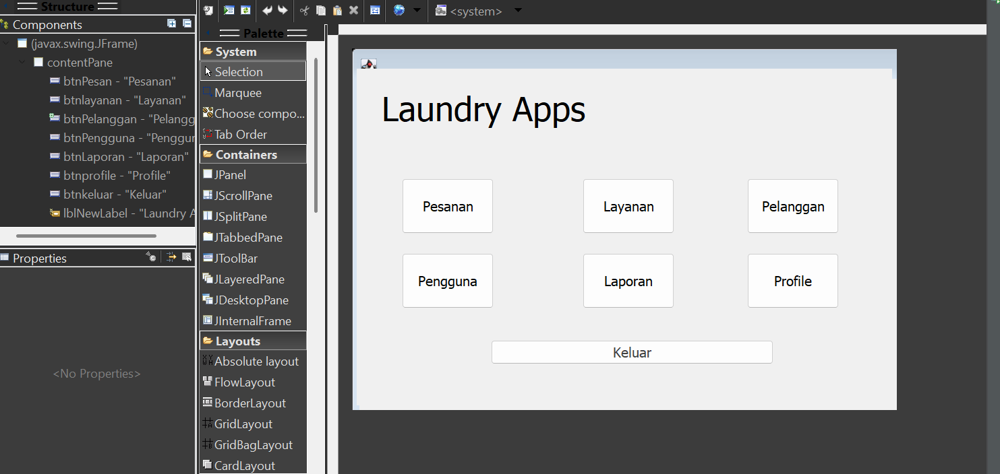 Structure
Components
(javax.swing.JFrame)
contentPane
btnPesan - "Pesanan"
btnlayanan - "Layanan"
btnPelanggan - "Pelangg
btnPengguna - "Penggun
btnLaporan - "Laporan"
btnprofile - "Profile"
btnkeluar - "Keluar"
lblNewLabel - "Laundry A
Properties
<No Properties>
<system>
Palette
System
Selection
Marquee
Choose compo...
Tab Order
Containers
JPanel
JScrollPane
JSplitPane
JTabbedPane
JToolBar
JLayeredPane
JDesktopPane
JInternalFrame
Layouts
Absolute layout
FlowLayout
BorderLayout
GridLayout
GridBagLayout
CardLayout
Laundry Apps
Pesanan
Layanan
Pelanggan
Pengguna
Laporan
Profile
Keluar